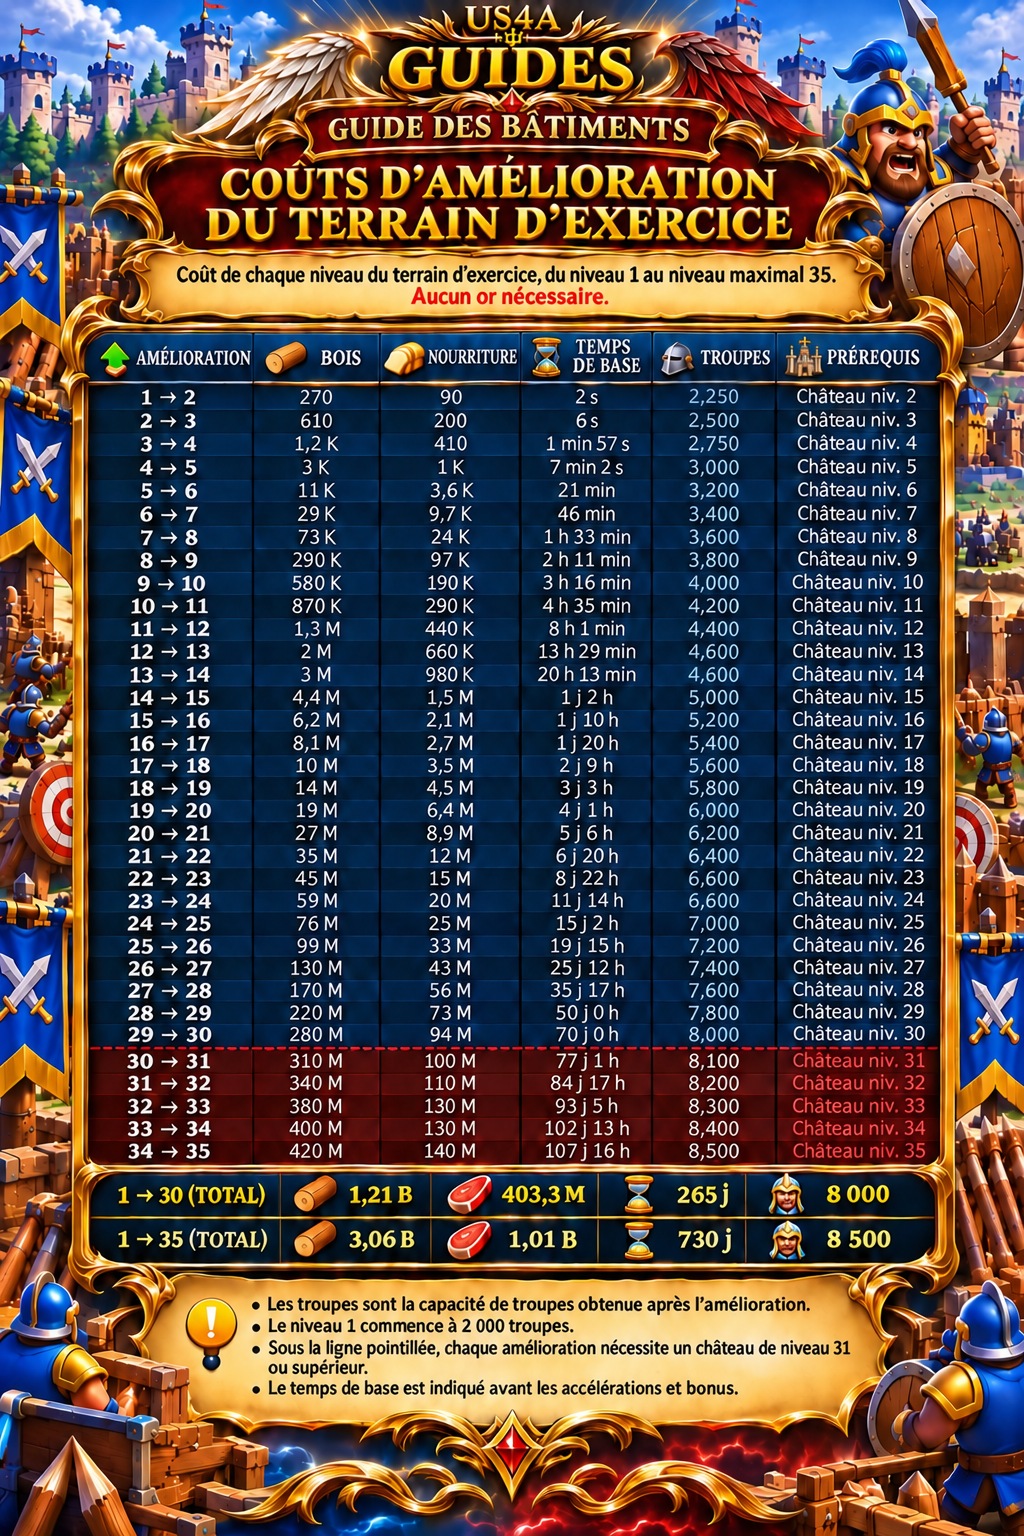 US4A
GUIDES
GUIDE DES BÂTIMENTS
COÛTS D'AMÉLIORATION
DU TERRAIN D'EXERCICE
Coût de chaque niveau du terrain d'exercice, du niveau 1 au niveau maximal 35.
Aucun or nécessaire.
AMÉLIORATION BOIS NOURRITURE TEMPS DE BASE TROUPES PRÉREQUIS
1 → 2 270 90 2 s 2,250 Château niv. 2
2 → 3 610 200 6 s 2,500 Château niv. 3
3 → 4 1,2 K 410 1 min 57 s 2,750 Château niv. 4
4 → 5 3 K 1 K 7 min 2 s 3,000 Château niv. 5
5 → 6 11 K 3,6 K 21 min 3,200 Château niv. 6
6 → 7 29 K 9,7 K 46 min 3,400 Château niv. 7
7 → 8 73 K 24 K 1 h 33 min 3,600 Château niv. 8
8 → 9 290 K 97 K 2 h 11 min 3,800 Château niv. 9
9 → 10 580 K 190 K 3 h 16 min 4,000 Château niv. 10
10 → 11 870 K 290 K 4 h 35 min 4,200 Château niv. 11
11 → 12 1,3 M 440 K 8 h 1 min 4,400 Château niv. 12
12 → 13 2 M 660 K 13 h 29 min 4,600 Château niv. 13
13 → 14 3 M 980 K 20 h 13 min 4,600 Château niv. 14
14 → 15 4,4 M 1,5 M 1 j 2 h 5,000 Château niv. 15
15 → 16 6,2 M 2,1 M 1 j 10 h 5,200 Château niv. 16
16 → 17 8,1 M 2,7 M 1 j 20 h 5,400 Château niv. 17
17 → 18 10 M 3,5 M 2 j 9 h 5,600 Château niv. 18
18 → 19 14 M 4,5 M 3 j 3 h 5,800 Château niv. 19
19 → 20 19 M 6,4 M 4 j 1 h 6,000 Château niv. 20
20 → 21 27 M 8,9 M 5 j 6 h 6,200 Château niv. 21
21 → 22 35 M 12 M 6 j 20 h 6,400 Château niv. 22
22 → 23 45 M 15 M 8 j 22 h 6,600 Château niv. 23
23 → 24 59 M 20 M 11 j 14 h 6,600 Château niv. 24
24 → 25 76 M 25 M 15 j 2 h 7,000 Château niv. 25
25 → 26 99 M 33 M 19 j 15 h 7,200 Château niv. 26
26 → 27 130 M 43 M 25 j 12 h 7,400 Château niv. 27
27 → 28 170 M 56 M 35 j 17 h 7,600 Château niv. 28
28 → 29 220 M 73 M 50 j 0 h 7,800 Château niv. 29
29 → 30 280 M 94 M 70 j 0 h 8,000 Château niv. 30
30 → 31 310 M 100 M 77 j 1 h 8,100 Château niv. 31
31 → 32 340 M 110 M 84 j 17 h 8,200 Château niv. 32
32 → 33 380 M 130 M 93 j 5 h 8,300 Château niv. 33
33 → 34 400 M 130 M 102 j 13 h 8,400 Château niv. 34
34 → 35 420 M 140 M 107 j 16 h 8,500 Château niv. 35
1 → 30 (TOTAL) 1,21 B 403,3 M 265 j 8 000
1 → 35 (TOTAL) 3,06 B 1,01 B 730 j 8 500
• Les troupes sont la capacité de troupes obtenue après l'amélioration.
• Le niveau 1 commence à 2 000 troupes.
• Sous la ligne pointillée, chaque amélioration nécessite un château de niveau 31
ou supérieur.
• Le temps de base est indiqué avant les accélérations et bonus.